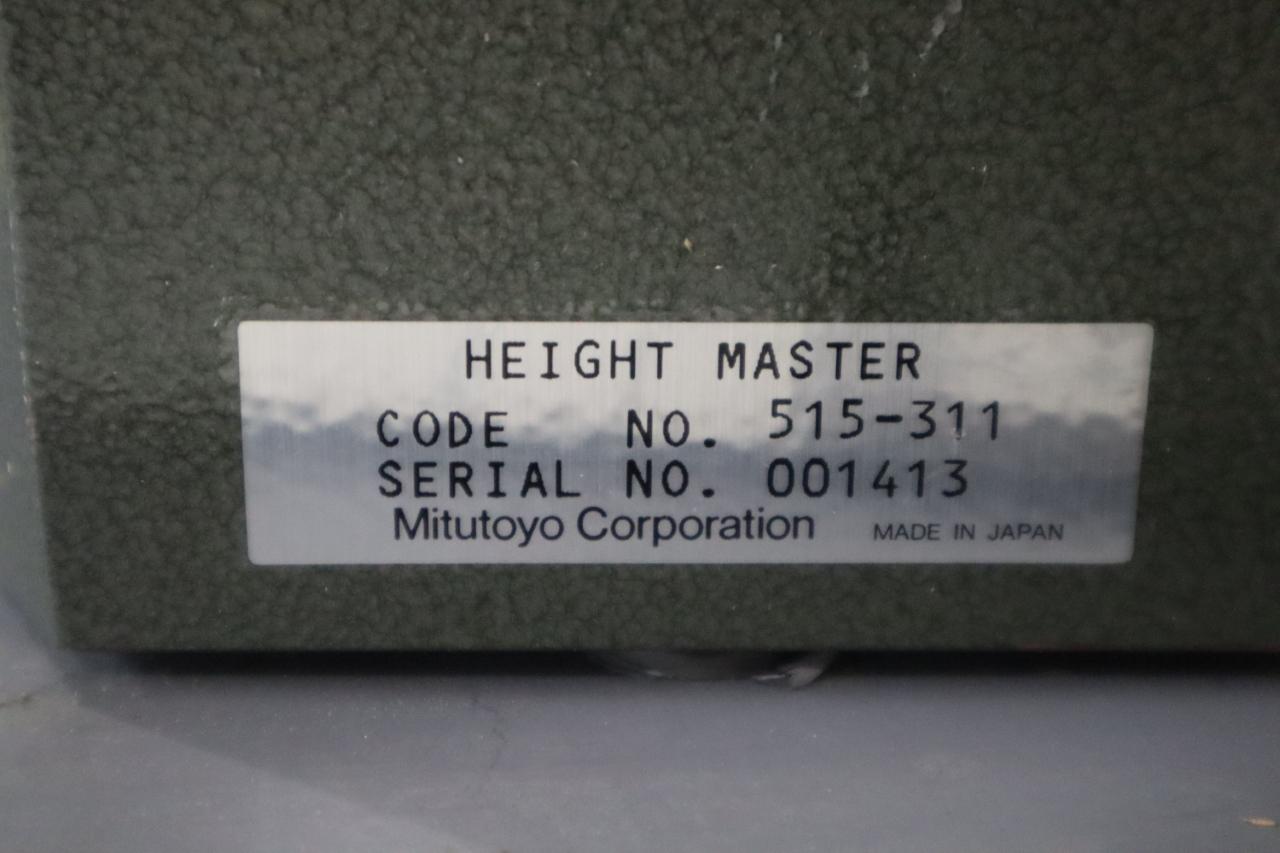 HEIGHT MASTER
CODE NO. 515-311
SERIAL NO. 001413
Mitutoyo Corporation MADE IN JAPAN